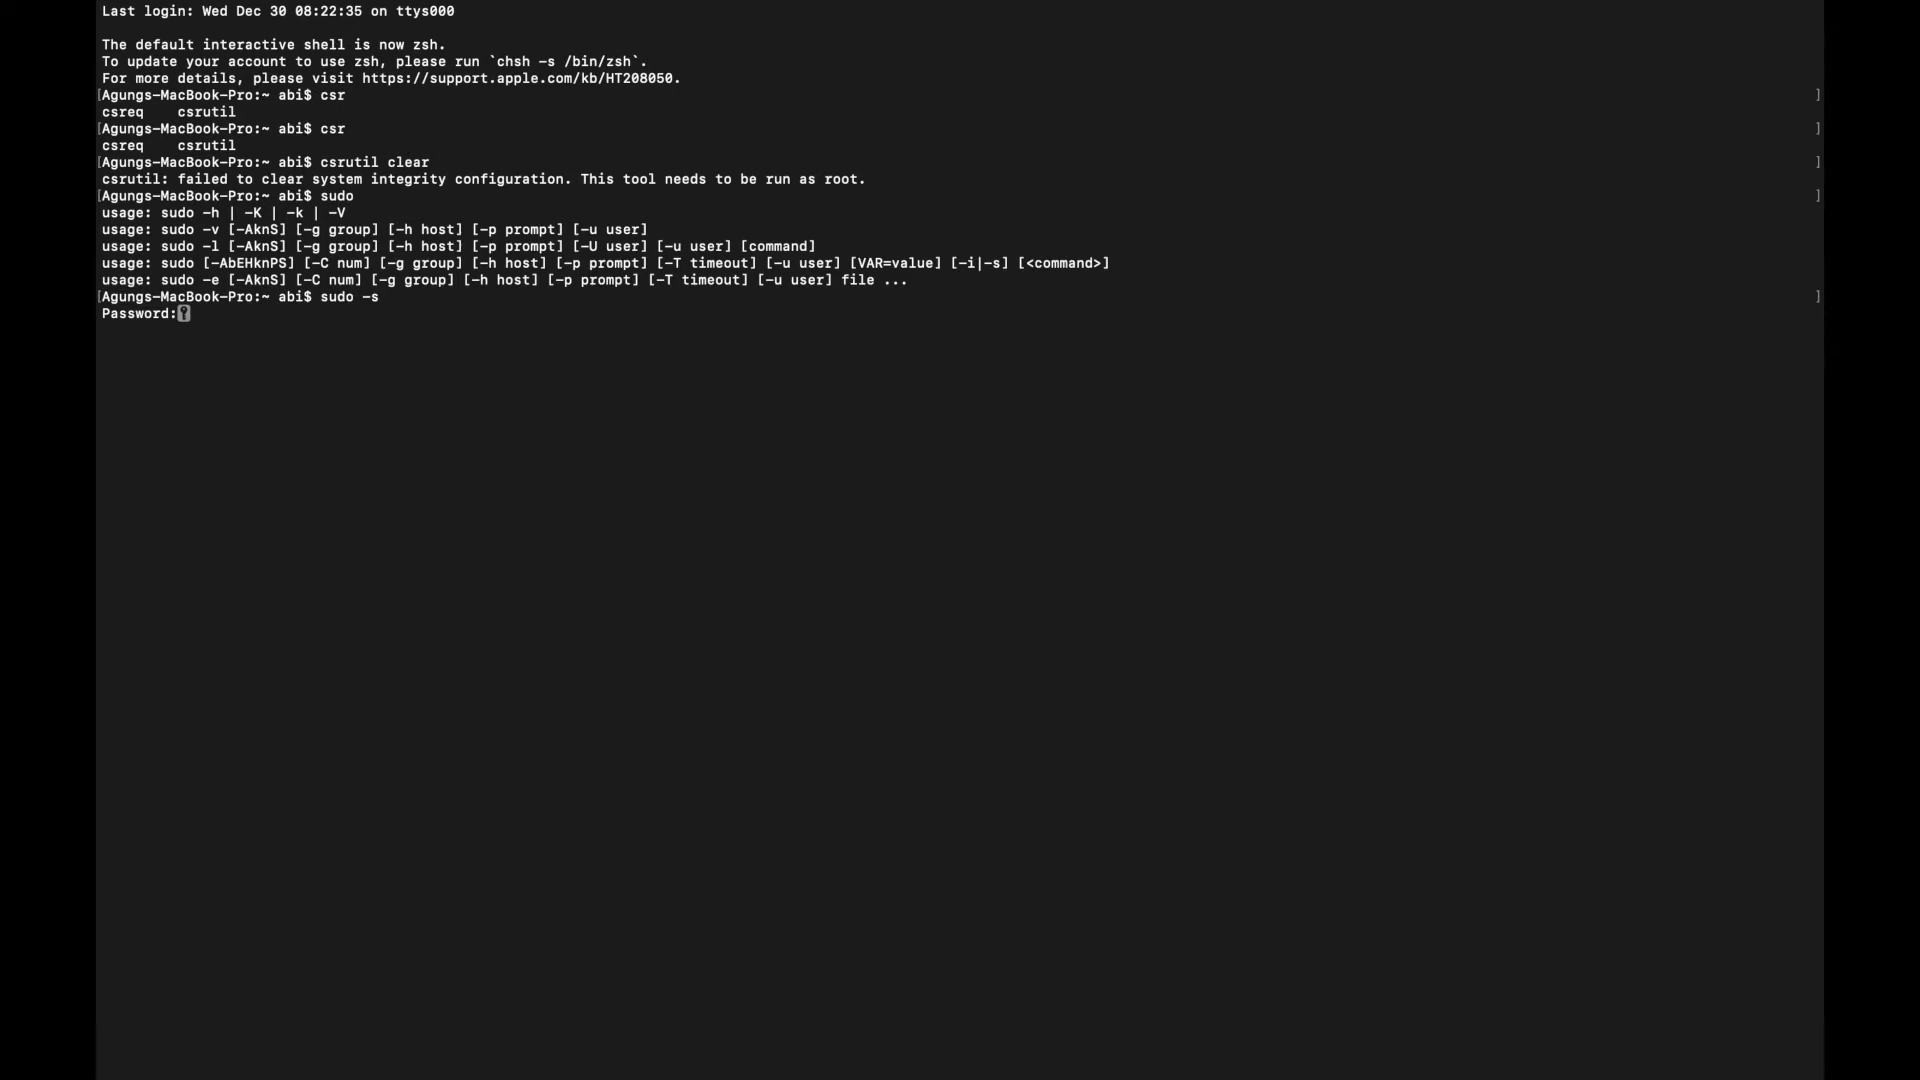 Last login: Wed Dec 30 08:22:35 on ttys000
The default interactive shell is now zsh.
To update your account to use zsh, please run `chsh -s /bin/zsh`.
For more details, please visit https://support.apple.com/kb/HT208050.
[Agungs-MacBook-Pro:~ abi$ csr ]
csreq    csrutil
[Agungs-MacBook-Pro:~ abi$ csr ]
csreq    csrutil
[Agungs-MacBook-Pro:~ abi$ csrutil clear ]
csrutil: failed to clear system integrity configuration. This tool needs to be run as root.
[Agungs-MacBook-Pro:~ abi$ sudo ]
usage: sudo -h | -K | -k | -V
usage: sudo -v [-AknS] [-g group] [-h host] [-p prompt] [-u user]
usage: sudo -l [-AknS] [-g group] [-h host] [-p prompt] [-U user] [-u user] [command]
usage: sudo [-AbEHknPS] [-C num] [-g group] [-h host] [-p prompt] [-T timeout] [-u user] [VAR=value] [-i|-s] [<command>]
usage: sudo -e [-AknS] [-C num] [-g group] [-h host] [-p prompt] [-T timeout] [-u user] file ...
[Agungs-MacBook-Pro:~ abi$ sudo -s ]
Password: